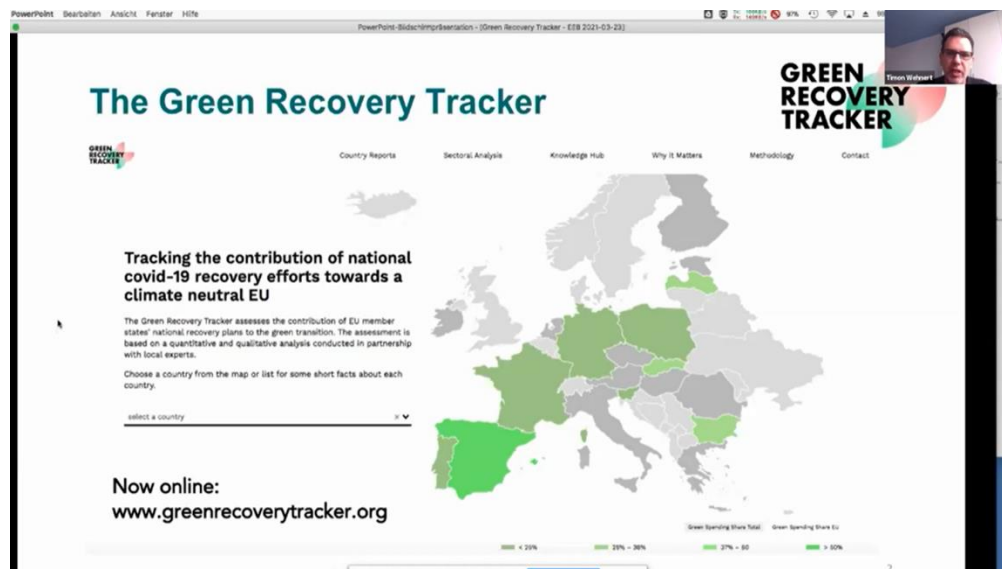 PowerPoint Bearbeiten Ansicht Fenster Hilfe
97%
PowerPoint-Bildschirmpräsentation - [Green Recovery Tracker - EEB 2021-03-23]
Timon Wehnert
The Green Recovery Tracker
GREEN
RECOVERY
TRACKER
GREEN
RECOVERY
TRACKER
Country Reports Sectoral Analysis Knowledge Hub Why it Matters Methodology Contact
Tracking the contribution of national
covid-19 recovery efforts towards a
climate neutral EU
The Green Recovery Tracker assesses the contribution of EU member
states' national recovery plans to the green transition. The assessment is
based on a quantitative and qualitative analysis conducted in partnership
with local experts.
Choose a country from the map or list for some short facts about each
country.
select a country
Now online:
www.greenrecoverytracker.org
Green Spending Share Total Green Spending Share EU
< 25% 25% - 36% 37% - 50 > 50%